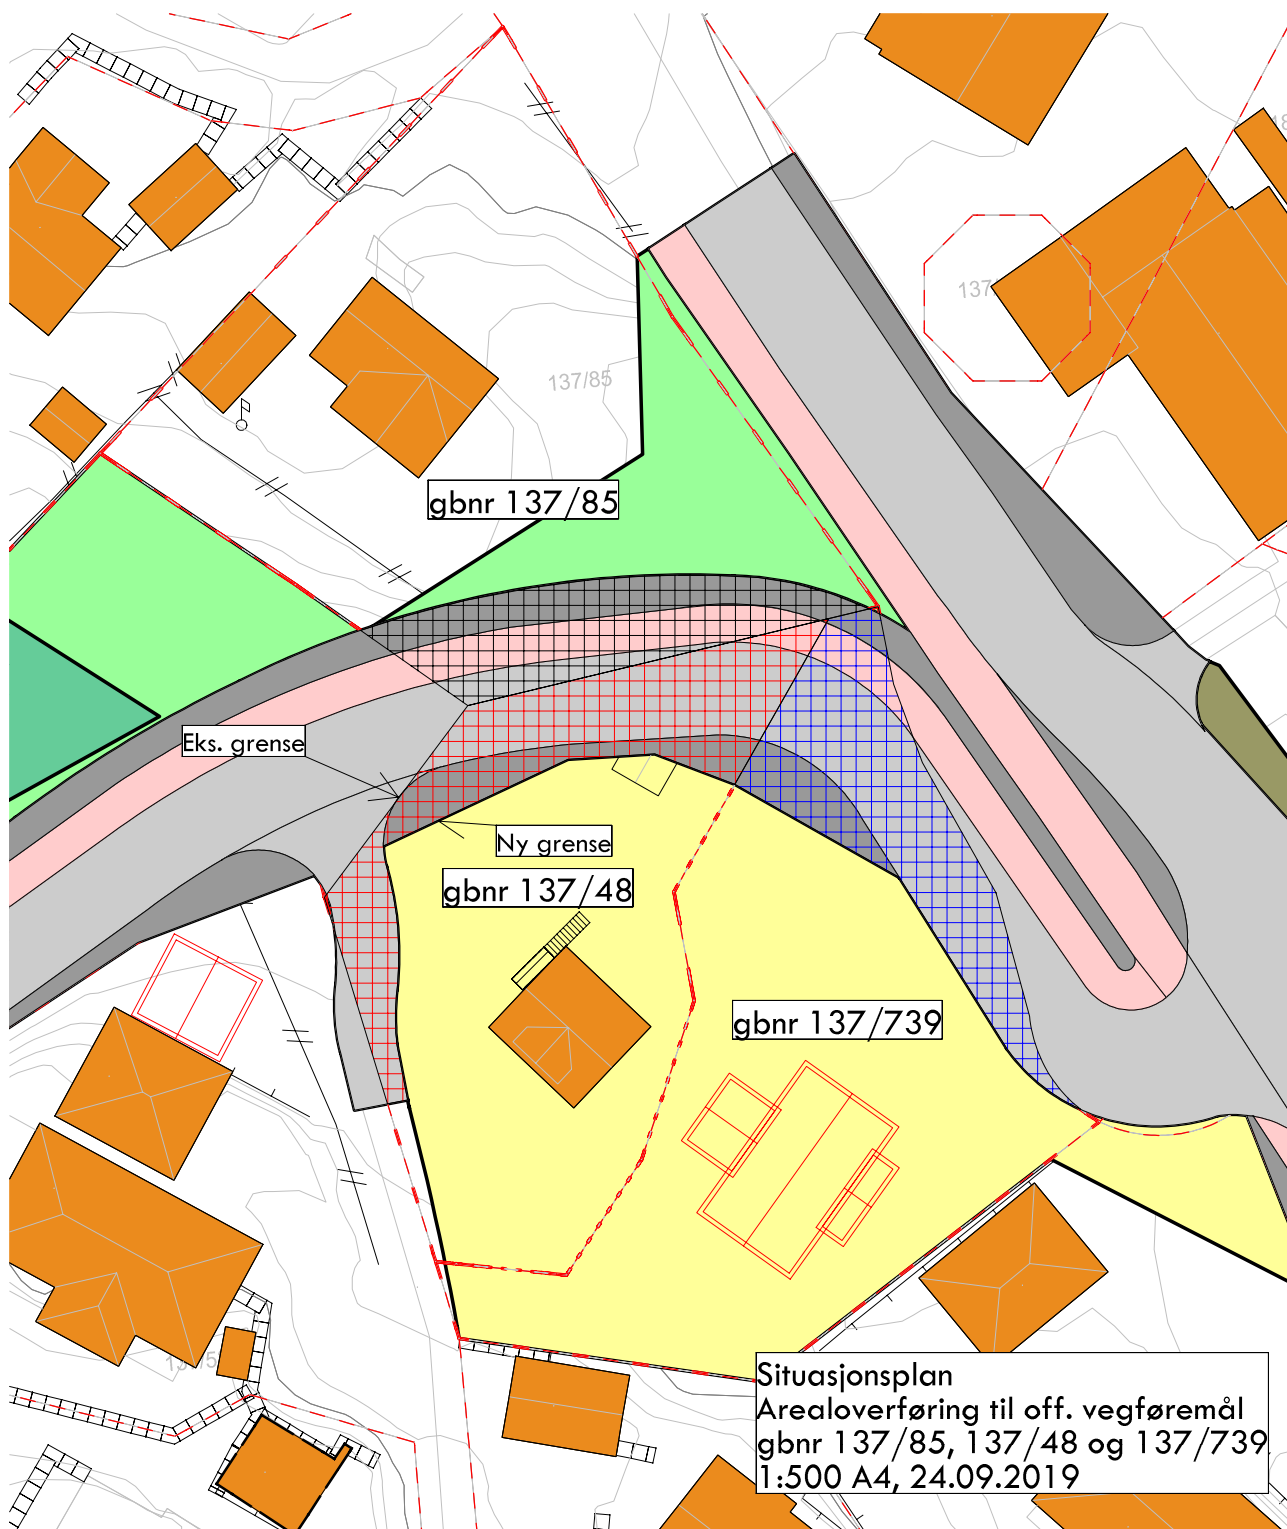 137/85
gbnr 137/85
Eks. grense
Ny grense
gbnr 137/48
gbnr 137/739
Situasjonsplan
Arealoverføring til off. vegføremål
gbnr 137/85, 137/48 og 137/739
1:500 A4, 24.09.2019